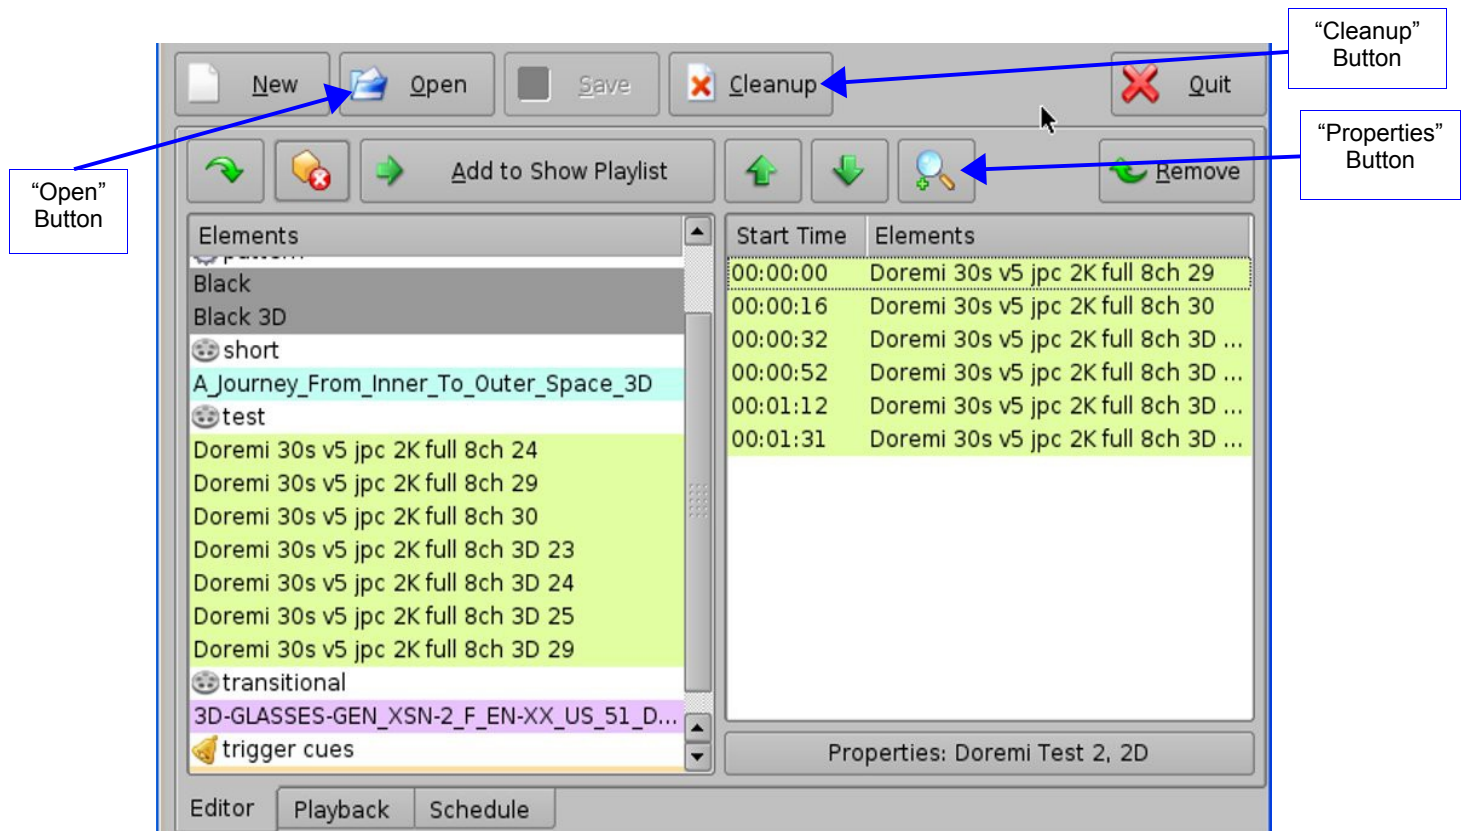 “Cleanup”
Button
New
Open
Save
Cleanup
Quit
“Properties”
Button
“Open”
Button
Add to Show Playlist
Remove
Elements
pattern
Black
Black 3D
short
A_Journey_From_Inner_To_Outer_Space_3D
test
Doremi 30s v5 jpc 2K full 8ch 24
Doremi 30s v5 jpc 2K full 8ch 29
Doremi 30s v5 jpc 2K full 8ch 30
Doremi 30s v5 jpc 2K full 8ch 3D 23
Doremi 30s v5 jpc 2K full 8ch 3D 24
Doremi 30s v5 jpc 2K full 8ch 3D 25
Doremi 30s v5 jpc 2K full 8ch 3D 29
transitional
3D-GLASSES-GEN_XSN-2_F_EN-XX_US_51_D...
trigger cues
Start Time Elements
00:00:00 Doremi 30s v5 jpc 2K full 8ch 29
00:00:16 Doremi 30s v5 jpc 2K full 8ch 30
00:00:32 Doremi 30s v5 jpc 2K full 8ch 3D ...
00:00:52 Doremi 30s v5 jpc 2K full 8ch 3D ...
00:01:12 Doremi 30s v5 jpc 2K full 8ch 3D ...
00:01:31 Doremi 30s v5 jpc 2K full 8ch 3D ...
Properties: Doremi Test 2, 2D
Editor
Playback
Schedule